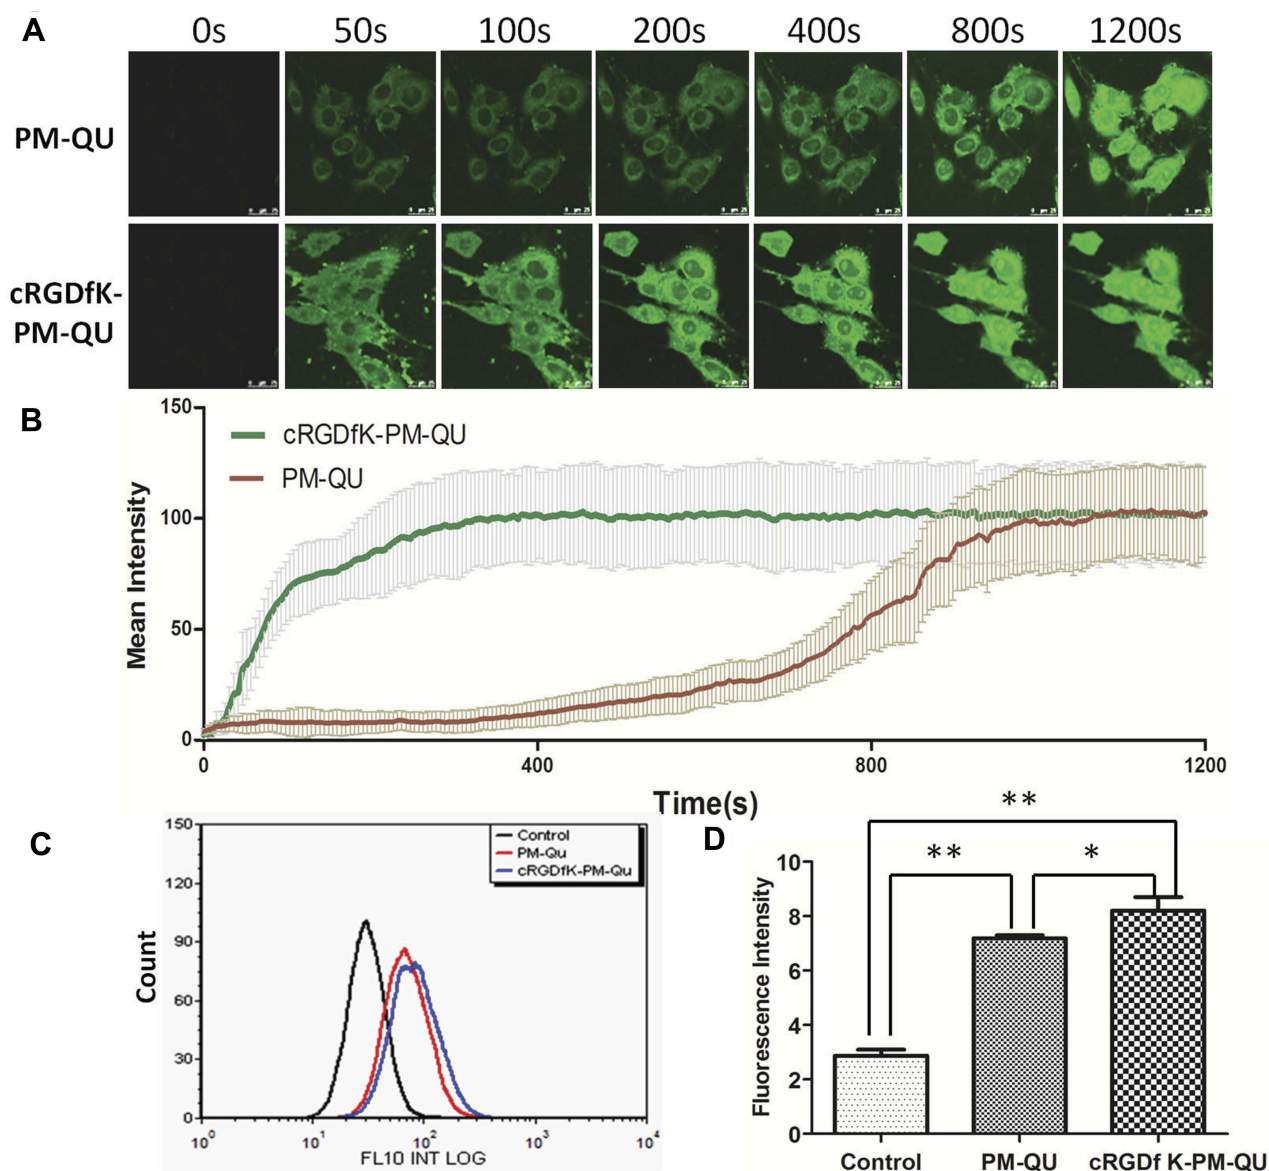 A
0s 50s 100s 200s 400s 800s 1200s
PM-QU
cRGDfK-
PM-QU
B
150
100
50
0
Mean Intensity
cRGDfK-PM-QU
PM-QU
0 400 800 1200
Time(s)
C
150
120
90
60
30
0
Count
Control
PM-Qu
cRGDfK-PM-Qu
10⁰ 10¹ 10² 10³ 10⁴
FL10 INT LOG
D
**
** *
10
8
6
4
2
0
Fluorescence Intensity
Control PM-QU cRGDf K-PM-QU